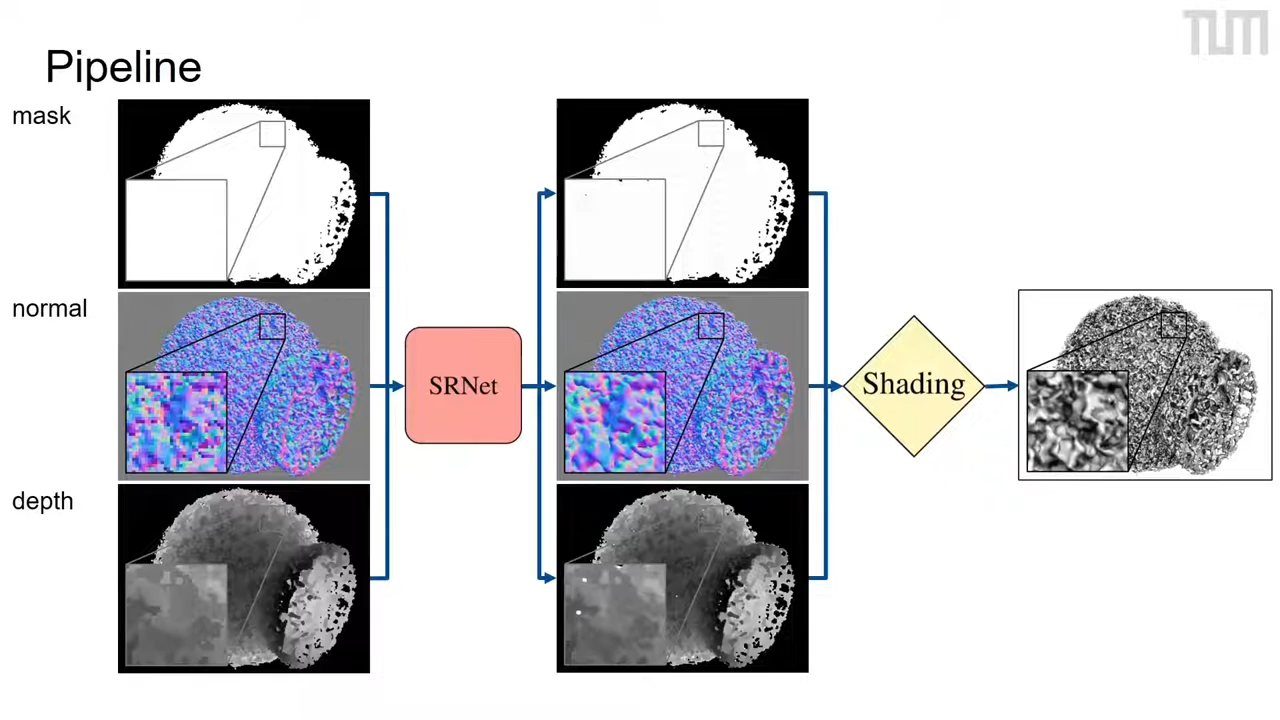 TUM
Pipeline
mask
normal
depth
SRNet
Shading